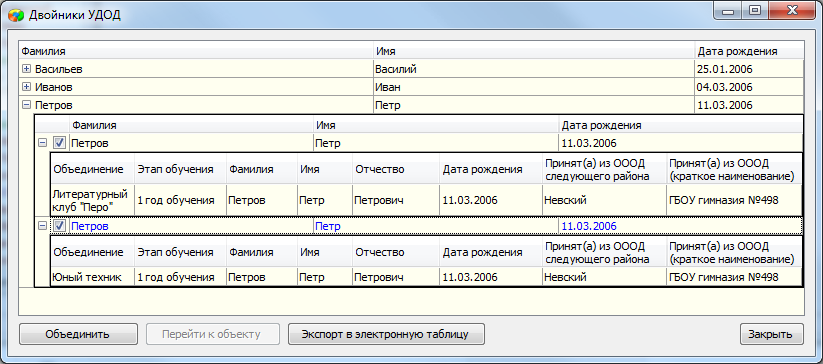 Двойники УДОД
Фамилия Имя Дата рождения
Васильев Василий 25.01.2006
Иванов Иван 04.03.2006
Петров Петр 11.03.2006
Фамилия Имя Дата рождения
Петров Петр 11.03.2006
Объединение Этап обучения Фамилия Имя Отчество Дата рождения Принят(а) из ОООД следующего района Принят(а) из ОООД (краткое наименование)
Литературный клуб "Перо" 1 год обучения Петров Петр Петрович 11.03.2006 Невский ГБОУ гимназия №498
Петров Петр 11.03.2006
Объединение Этап обучения Фамилия Имя Отчество Дата рождения Принят(а) из ОООД следующего района Принят(а) из ОООД (краткое наименование)
Юный техник 1 год обучения Петров Петр Петрович 11.03.2006 Невский ГБОУ гимназия №498
Объединить Перейти к объекту Экспорт в электронную таблицу Закрыть